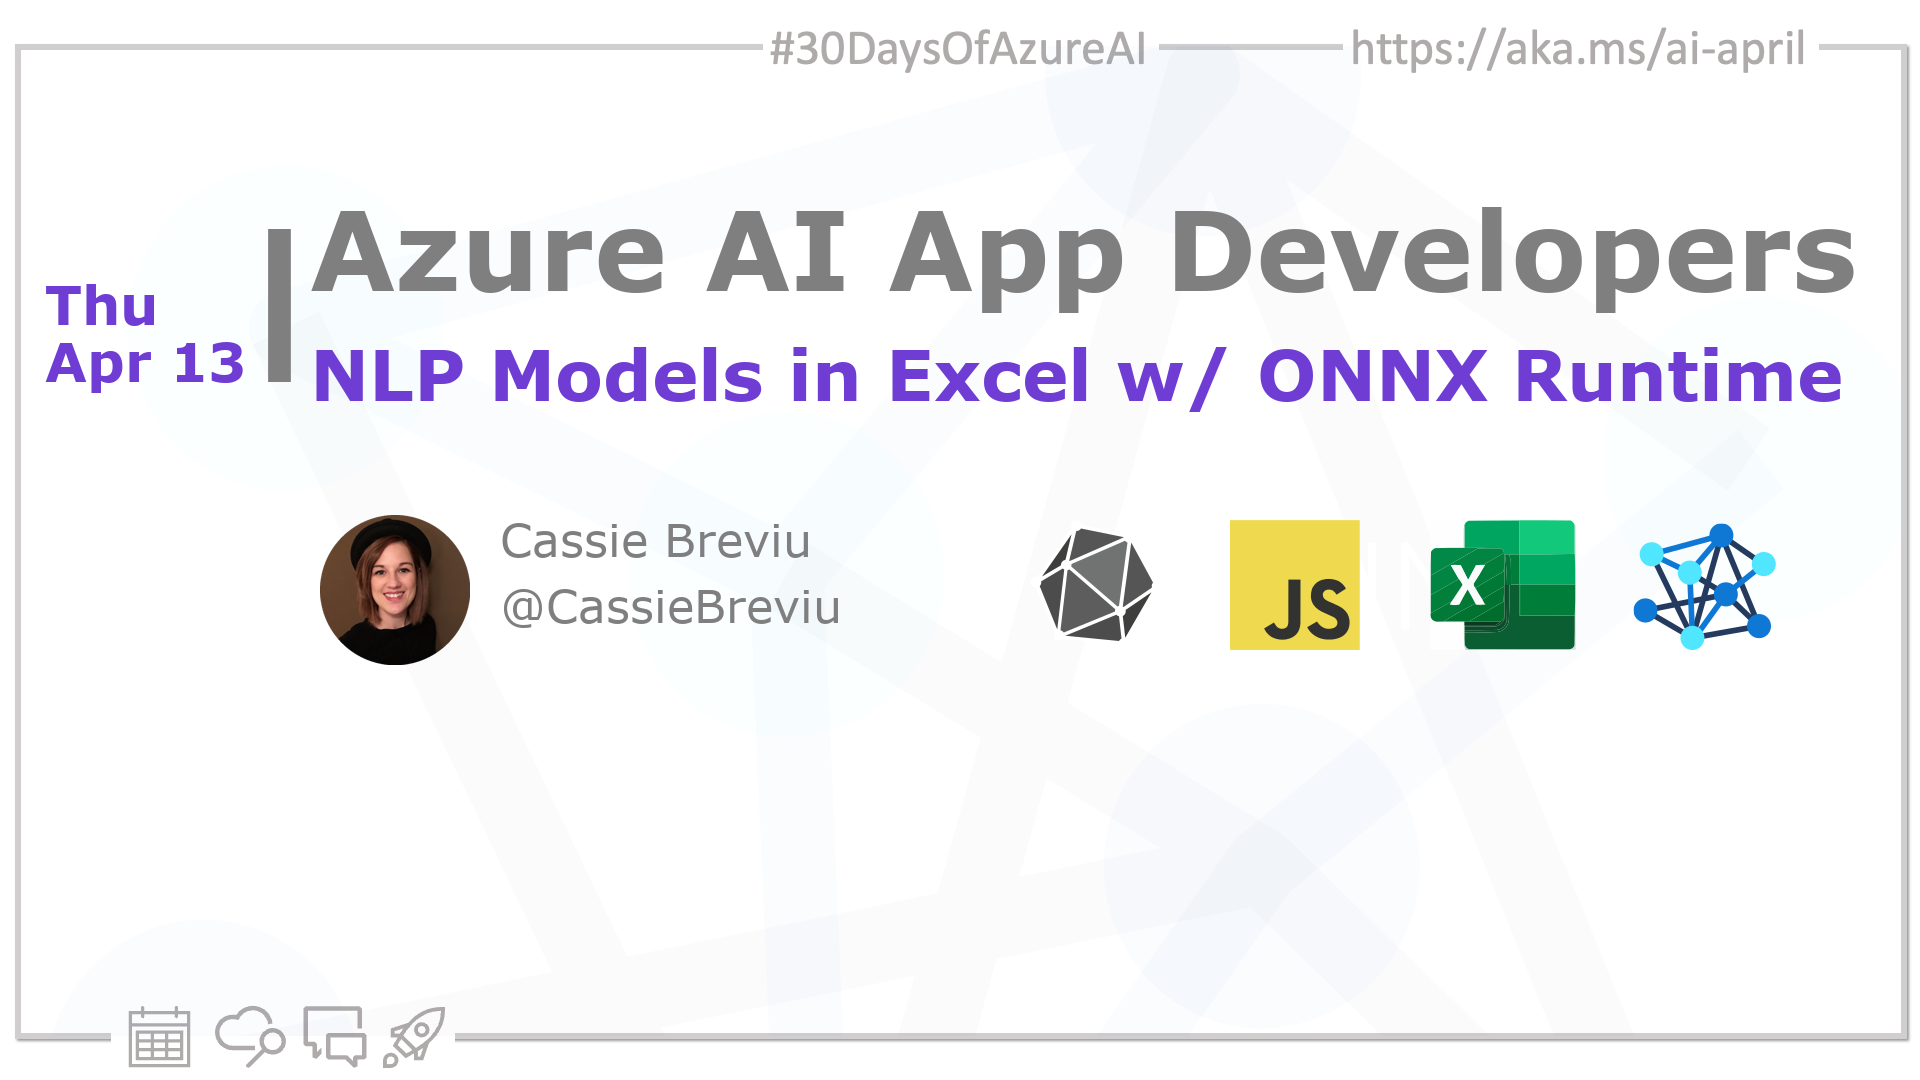 #30DaysOfAzureAI
https://aka.ms/ai-april
Thu
Apr 13
Azure AI App Developers
NLP Models in Excel w/ ONNX Runtime
Cassie Breviu
@CassieBreviu
JS
X